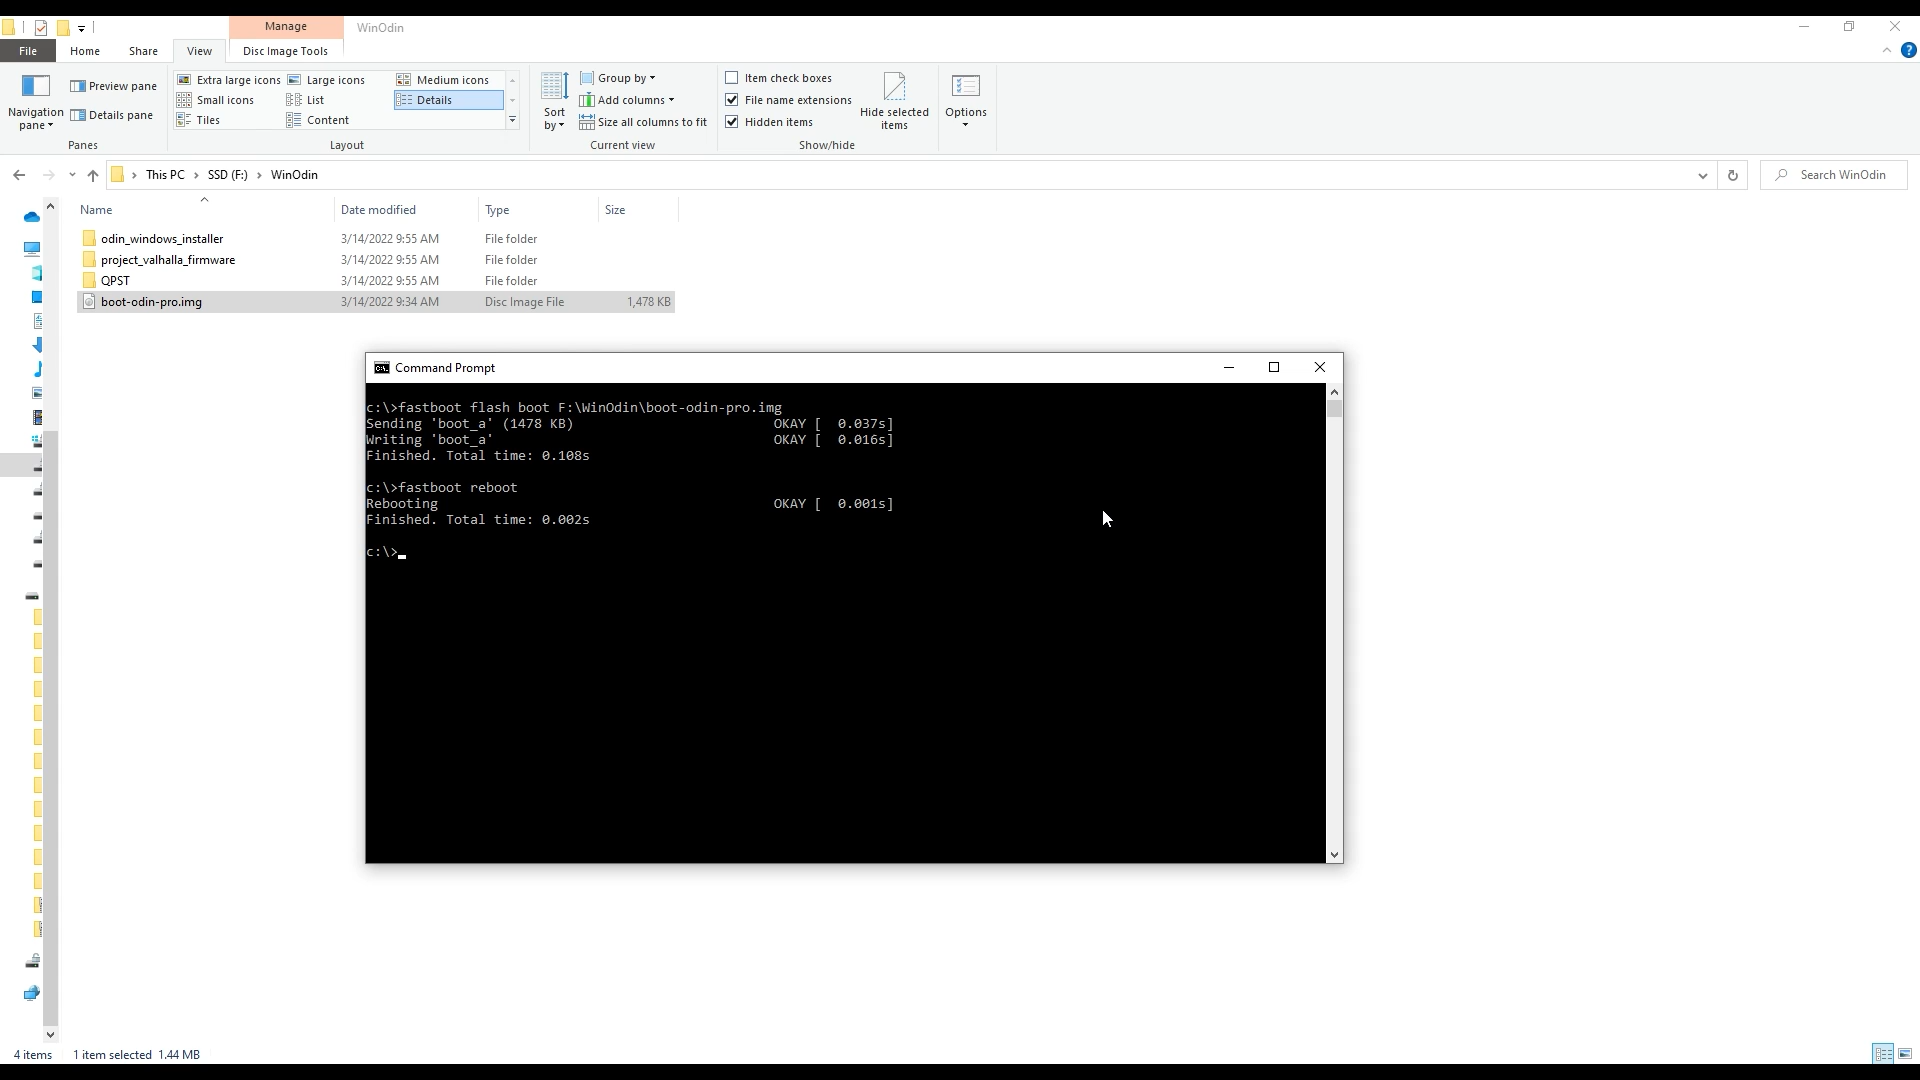 Manage WinOdin
File Home Share View Disc Image Tools
Navigation pane
Preview pane
Details pane
Panes
Extra large icons Large icons Medium icons
Small icons List Details
Tiles Content
Layout
Sort by
Group by
Add columns
Size all columns to fit
Current view
Item check boxes
File name extensions
Hidden items
Hide selected items
Show/hide
Options
This PC SSD (F:) WinOdin
Search WinOdin
Name Date modified Type Size
odin_windows_installer 3/14/2022 9:55 AM File folder
project_valhalla_firmware 3/14/2022 9:55 AM File folder
QPST 3/14/2022 9:55 AM File folder
boot-odin-pro.img 3/14/2022 9:34 AM Disc Image File 1,478 KB
Command Prompt
c:\>fastboot flash boot F:\WinOdin\boot-odin-pro.img
Sending 'boot_a' (1478 KB) OKAY [ 0.037s]
Writing 'boot_a' OKAY [ 0.016s]
Finished. Total time: 0.108s
c:\>fastboot reboot
Rebooting OKAY [ 0.001s]
Finished. Total time: 0.002s
c:\>_
4 items 1 item selected 1.44 MB